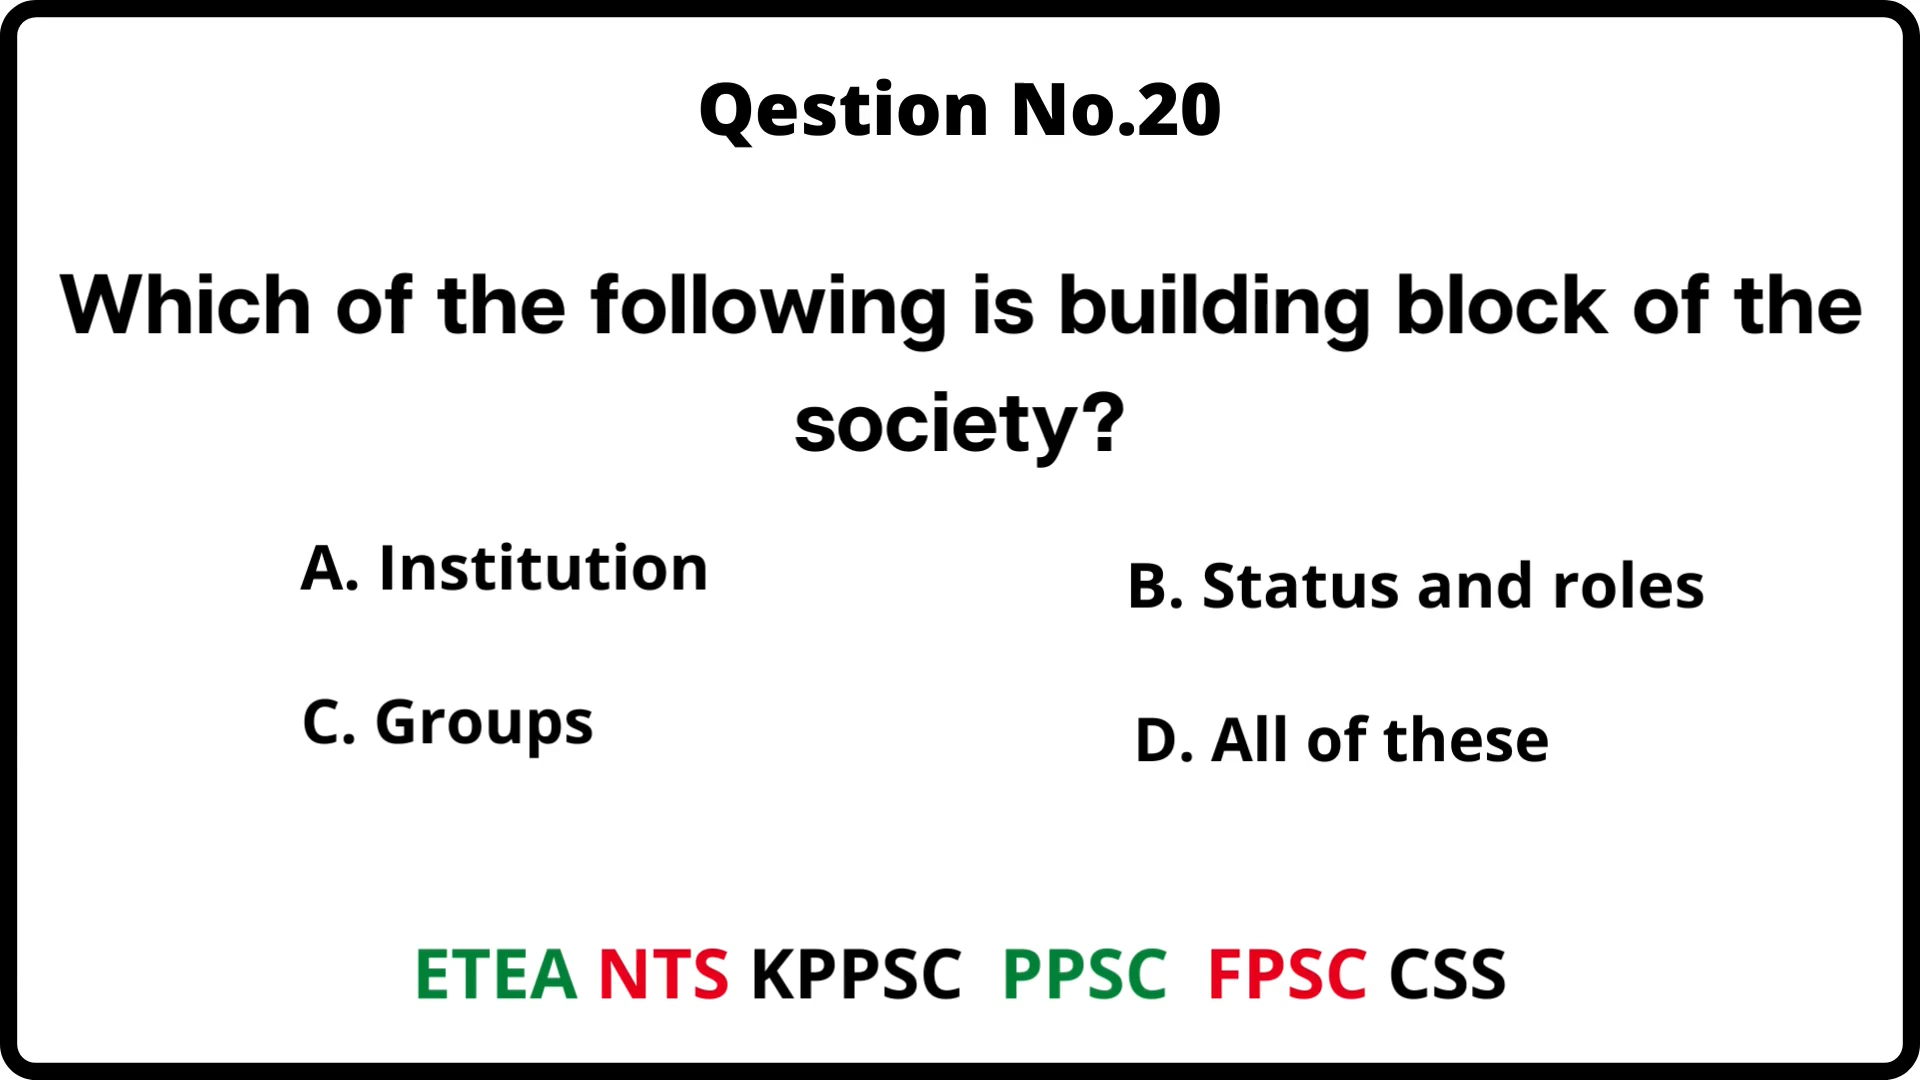 Qestion No.20
Which of the following is building block of the
society?
A. Institution
B. Status and roles
C. Groups
D. All of these
ETEA NTS KPPSC PPSC FPSC CSS